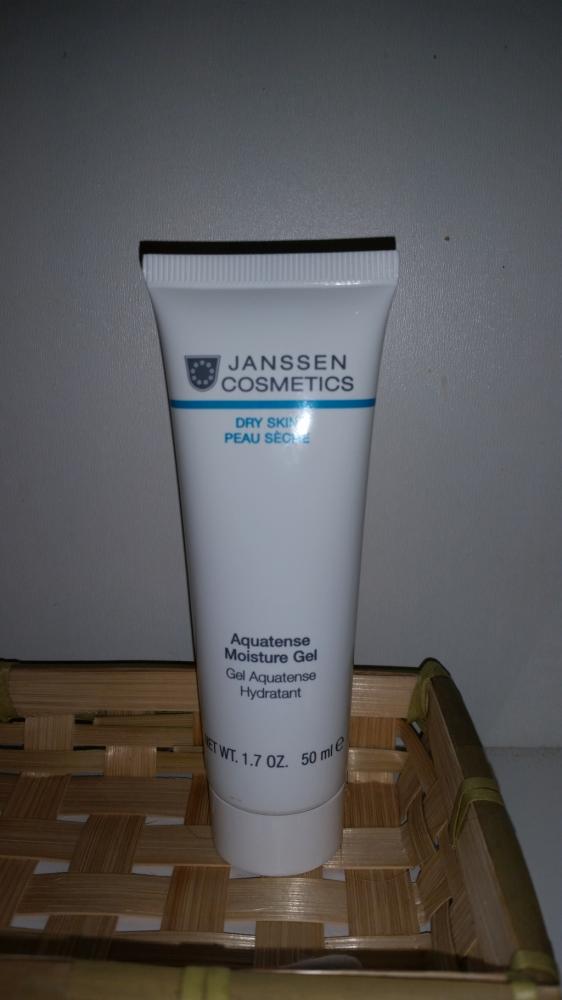 JANSSEN
COSMETICS
DRY SKIN
PEAU SÈCHE
Aquatense
Moisture Gel
Gel Aquatense
Hydratant
NET WT. 1.7 OZ. 50 ml ℮